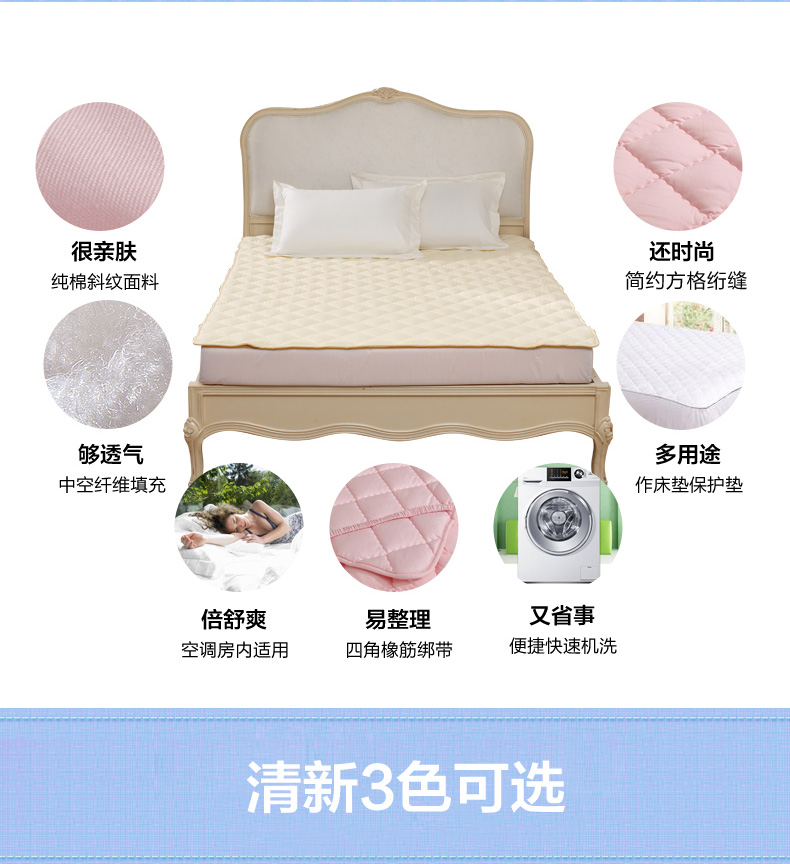 很亲肤
纯棉斜纹面料
还时尚
简约方格绗缝
够透气
中空纤维填充
多用途
作床垫保护垫
倍舒爽
空调房内适用
易整理
四角橡筋绑带
又省事
便捷快速机洗
清新3色可选